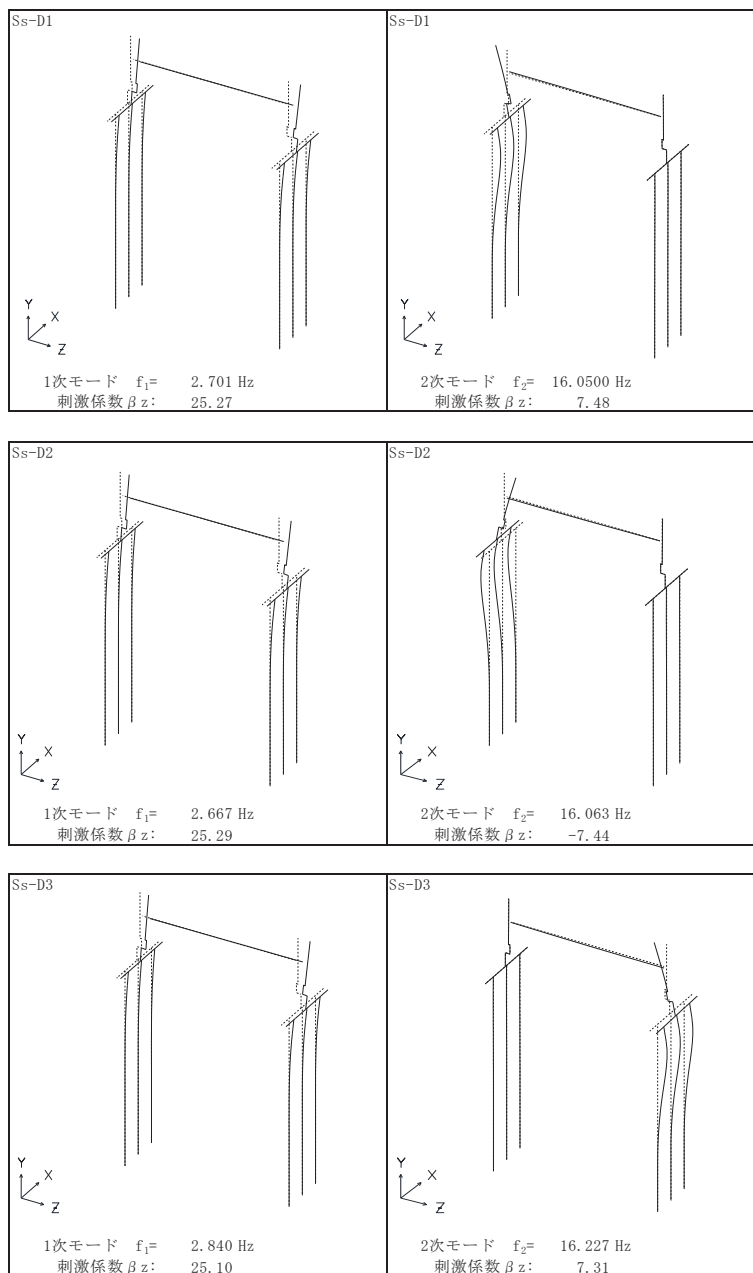 Ss-D1
Y
X
Z
1次モード f₁= 2.701 Hz
刺激係数βz: 25.27
Ss-D1
Y
X
Z
2次モード f₂= 16.0500 Hz
刺激係数βz: 7.48
Ss-D2
Y
X
Z
1次モード f₁= 2.667 Hz
刺激係数βz: 25.29
Ss-D2
Y
X
Z
2次モード f₂= 16.063 Hz
刺激係数βz: -7.44
Ss-D3
Y
X
Z
1次モード f₁= 2.840 Hz
刺激係数βz: 25.10
Ss-D3
Y
X
Z
2次モード f₂= 16.227 Hz
刺激係数βz: 7.31